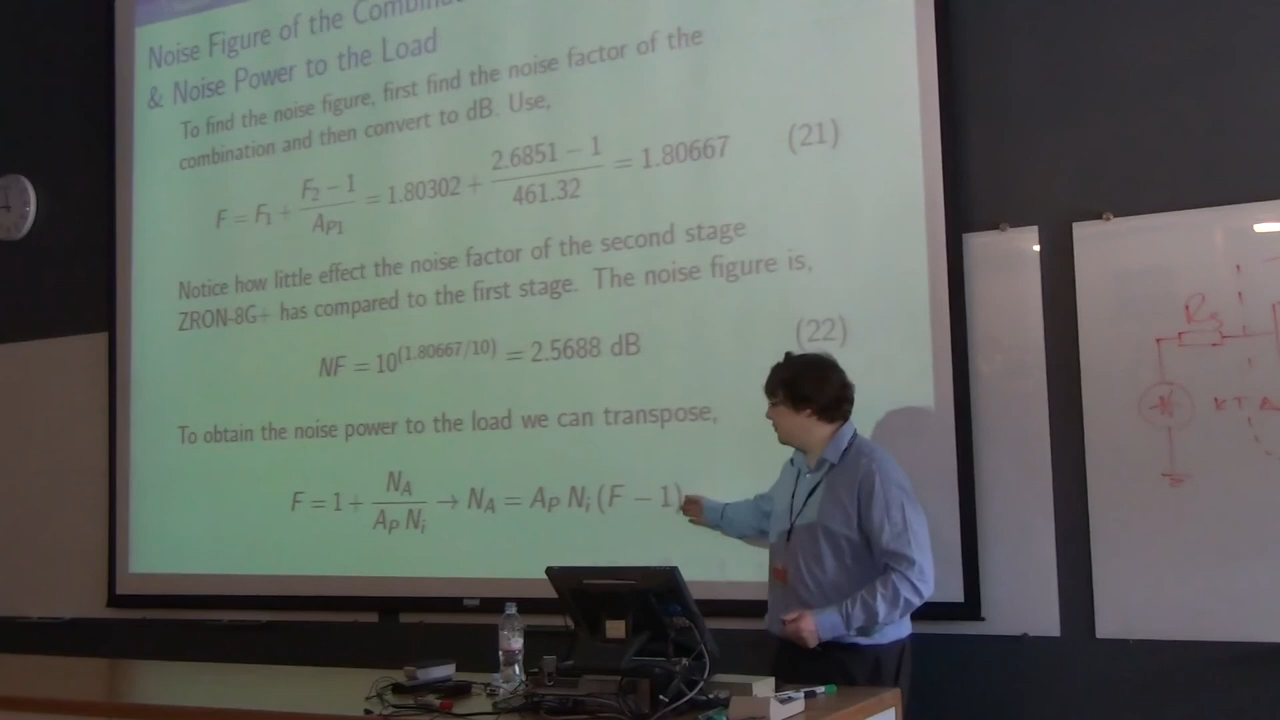 Noise Figure of the
& Noise Power to the Load
To find the noise figure, first find the noise factor of the
combination and then convert to dB. Use,
F = F₁ + (F₂ − 1)/A_P1 = 1.80302 + (2.6851 − 1)/461.32 = 1.80667 (21)
Notice how little effect the noise factor of the second stage
ZRON-8G+ has compared to the first stage. The noise figure is,
NF = 10^(1.80667/10) = 2.5688 dB (22)
To obtain the noise power to the load we can transpose,
F = 1 + N_A/(A_P N_i) → N_A = A_P N_i (F − 1)